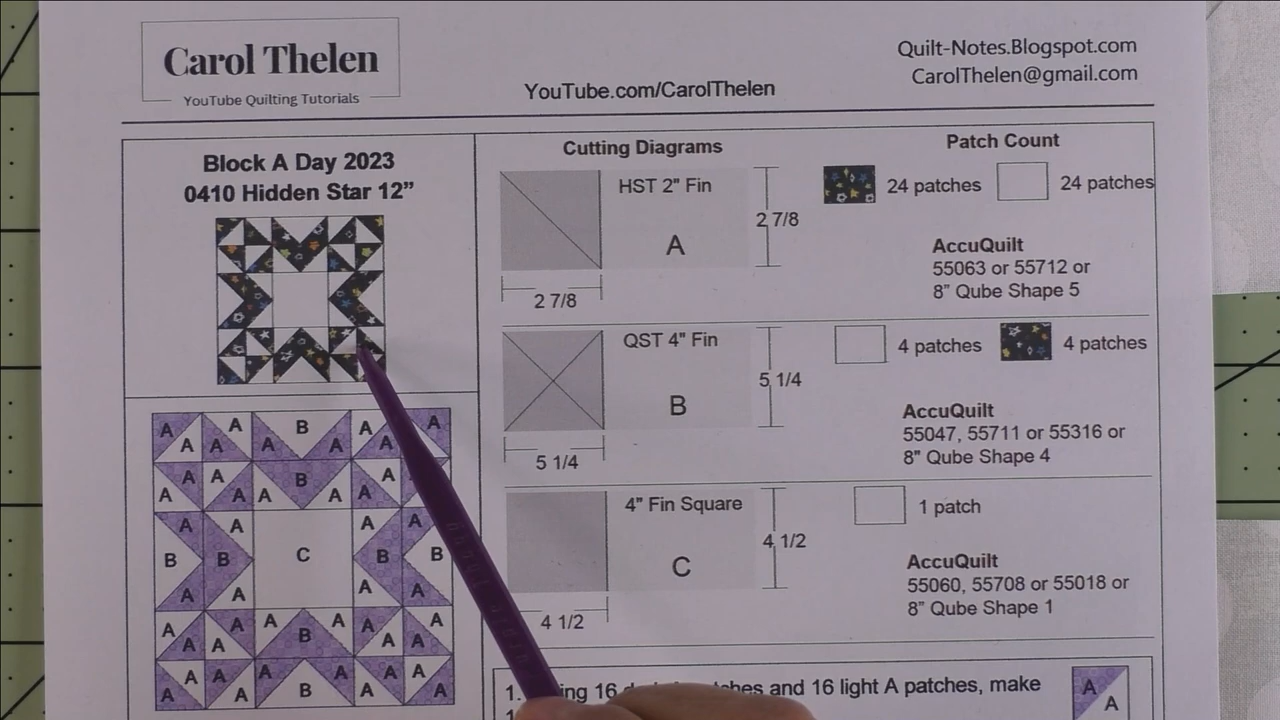 Carol Thelen
YouTube Quilting Tutorials
YouTube.com/CarolThelen
Quilt-Notes.Blogspot.com
CarolThelen@gmail.com
Block A Day 2023
0410 Hidden Star 12”
Cutting Diagrams
Patch Count
HST 2" Fin
A
2 7/8
2 7/8
24 patches
24 patches
AccuQuilt
55063 or 55712 or
8” Qube Shape 5
QST 4" Fin
B
5 1/4
5 1/4
4 patches
4 patches
AccuQuilt
55047, 55711 or 55316 or
8" Qube Shape 4
4" Fin Square
C
4 1/2
4 1/2
1 patch
AccuQuilt
55060, 55708 or 55018 or
8" Qube Shape 1
A A B A A
A A A A A
A A B A A
A A A A A
A A A A
B B C B B
A A A A
A A A B A A A
A A A A
A A A A A A
A A B A A
1. 16 and 16 light A patches, make
A
A